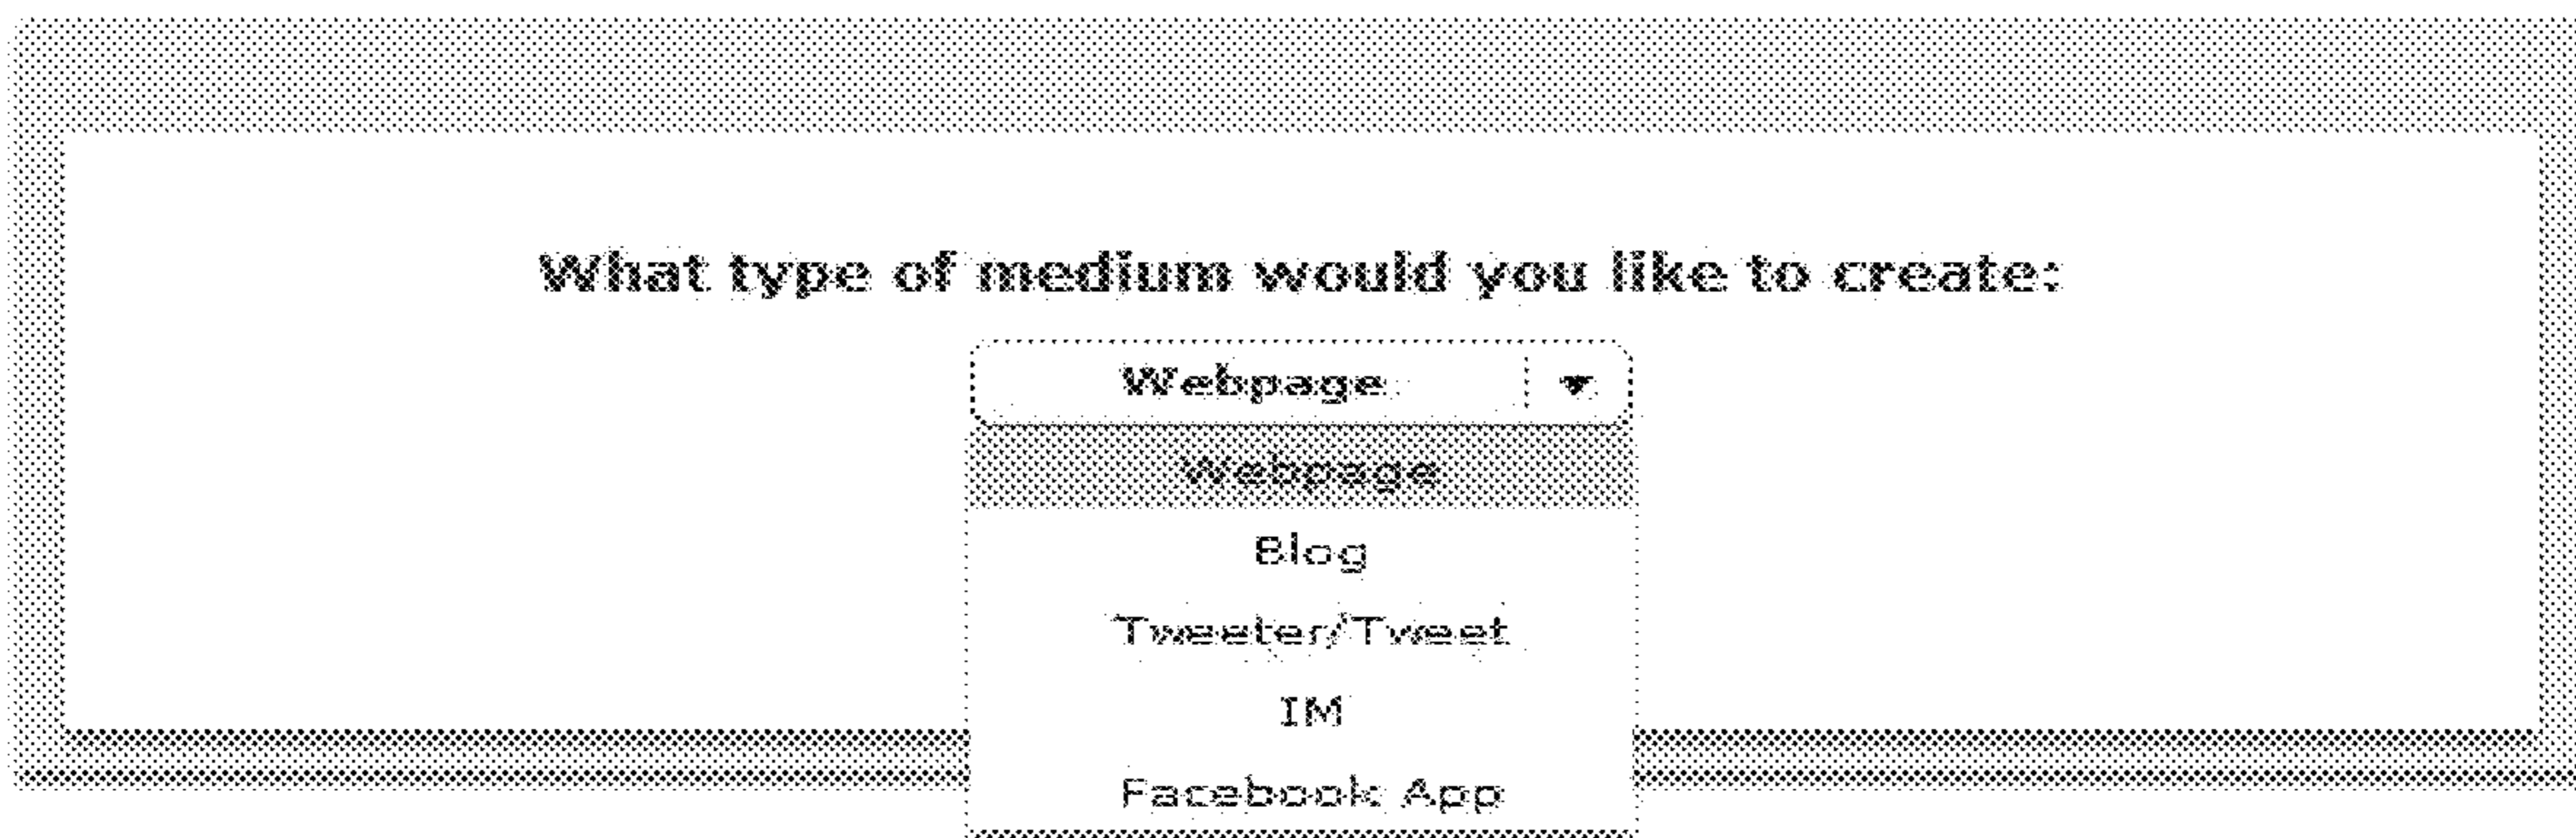 What type of medium would you like to create:
Webpage
Webpage
Blog
Tweeter/Tweet
IM
Facebook App